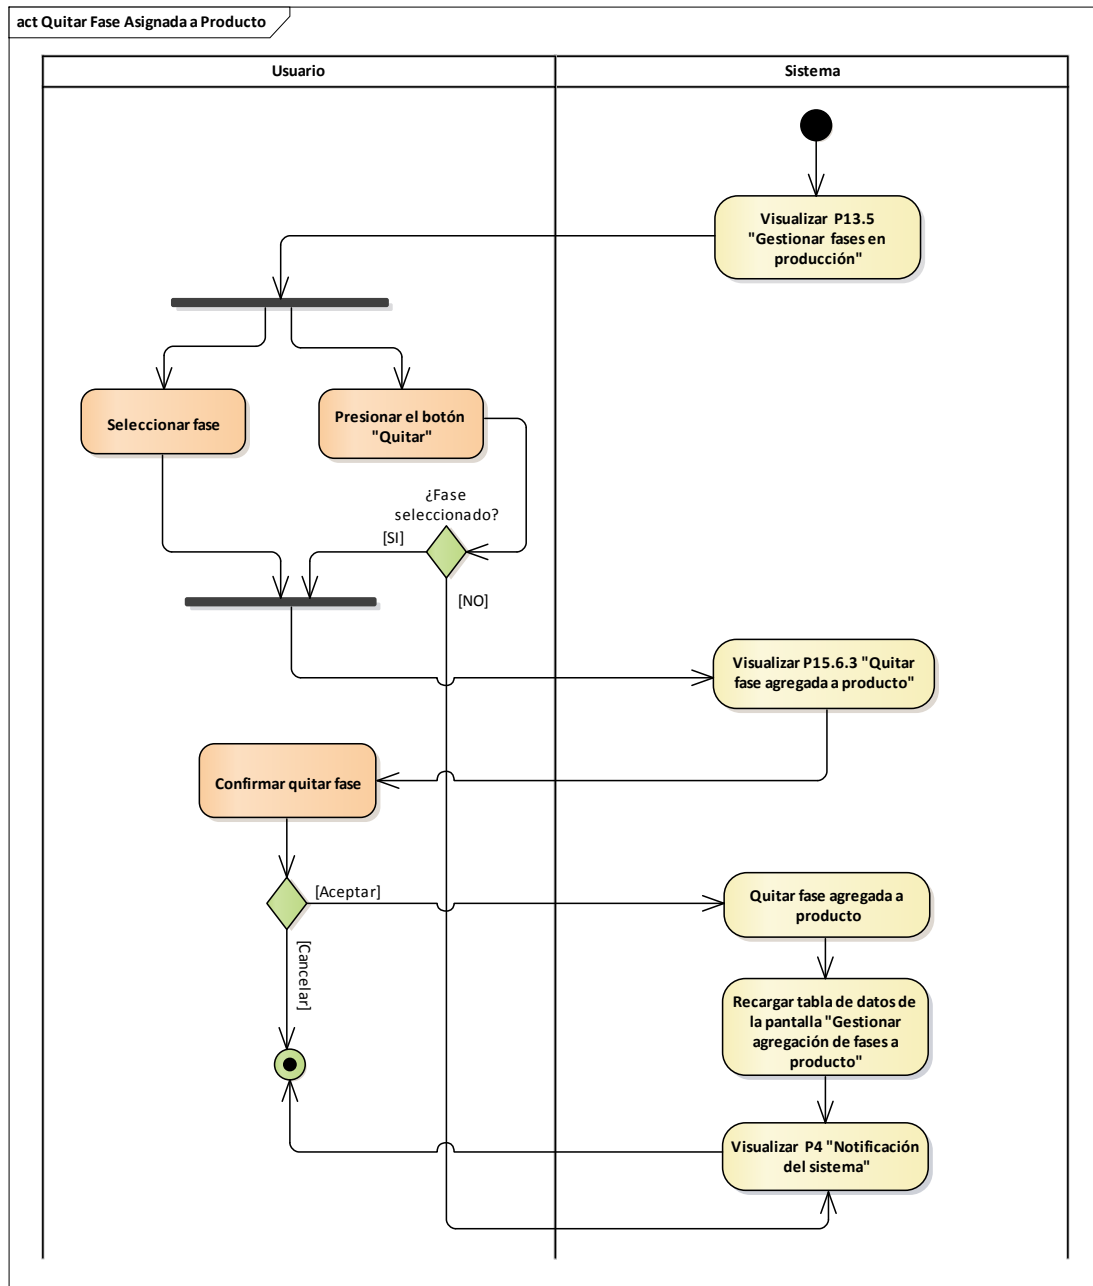 act Quitar Fase Asignada a Producto
Usuario
Sistema
Visualizar P13.5
"Gestionar fases en
producción"
Seleccionar fase
Presionar el botón
"Quitar"
¿Fase
seleccionado?
[SI]
[NO]
Visualizar P15.6.3 "Quitar
fase agregada a producto"
Confirmar quitar fase
[Aceptar]
[Cancelar]
Quitar fase agregada a
producto
Recargar tabla de datos de
la pantalla "Gestionar
agregación de fases a
producto"
Visualizar P4 "Notificación
del sistema"